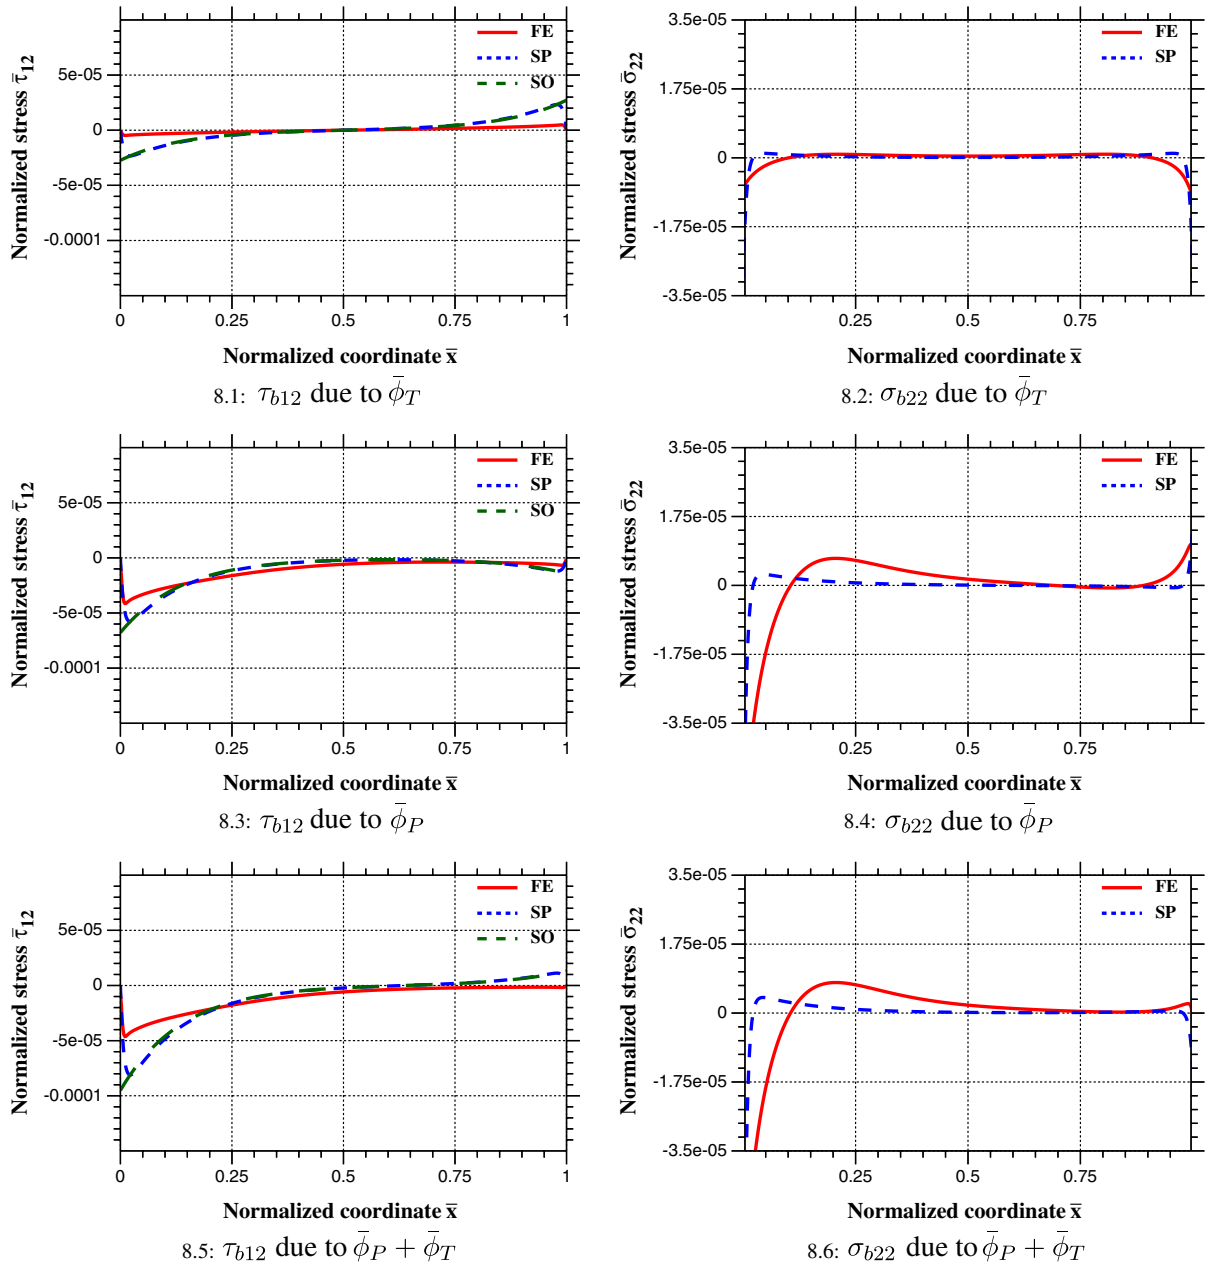 Normalized stress τ̄12
5e-05
0
-5e-05
-0.0001
FE
SP
SO
0 0.25 0.5 0.75 1
Normalized coordinate x̄
8.1: τb12 due to ϕ̄T
Normalized stress σ̄22
3.5e-05
1.75e-05
0
-1.75e-05
-3.5e-05
FE
SP
0.25 0.5 0.75
Normalized coordinate x̄
8.2: σb22 due to ϕ̄T
Normalized stress τ̄12
5e-05
0
-5e-05
-0.0001
FE
SP
SO
0 0.25 0.5 0.75 1
Normalized coordinate x̄
8.3: τb12 due to ϕ̄P
Normalized stress σ̄22
3.5e-05
1.75e-05
0
-1.75e-05
-3.5e-05
FE
SP
0.25 0.5 0.75
Normalized coordinate x̄
8.4: σb22 due to ϕ̄P
Normalized stress τ̄12
5e-05
0
-5e-05
-0.0001
FE
SP
SO
0 0.25 0.5 0.75 1
Normalized coordinate x̄
8.5: τb12 due to ϕ̄P + ϕ̄T
Normalized stress σ̄22
3.5e-05
1.75e-05
0
-1.75e-05
-3.5e-05
FE
SP
0.25 0.5 0.75
Normalized coordinate x̄
8.6: σb22 due to ϕ̄P + ϕ̄T